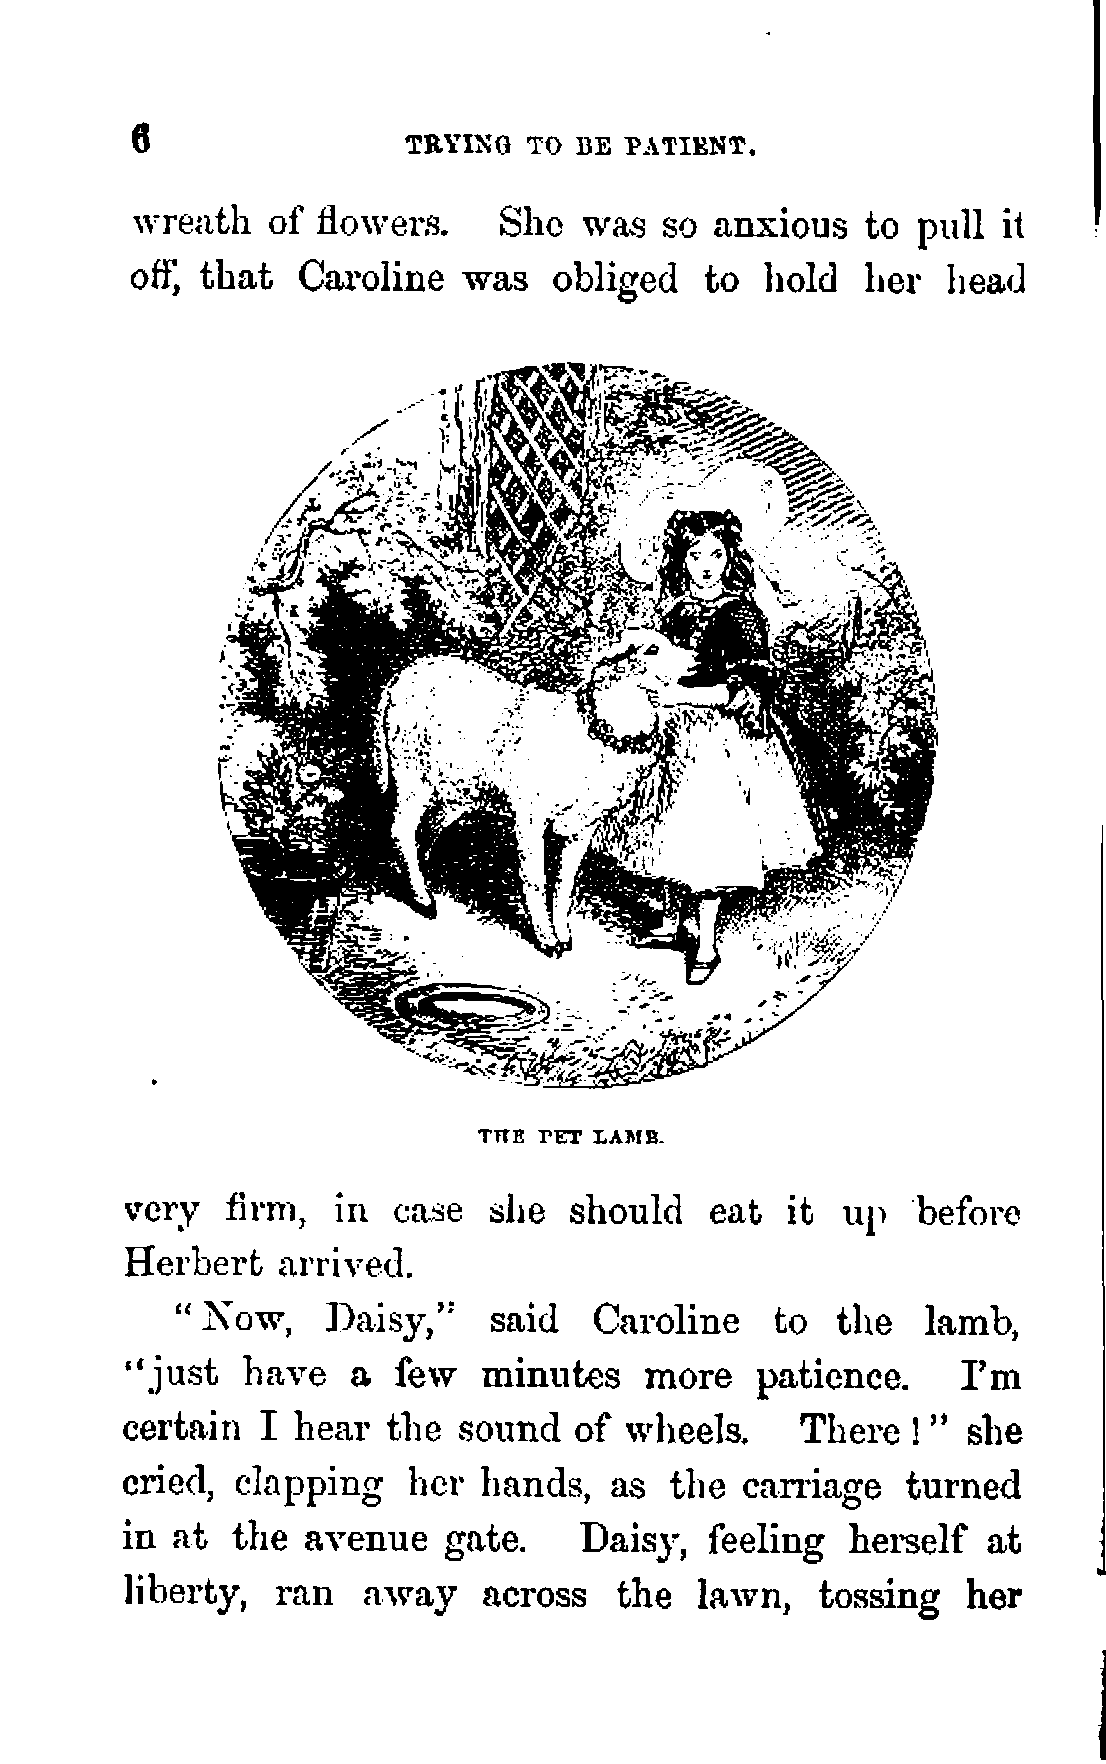 6 TRYING TO BE PATIENT.
wreath of flowers. She was so anxious to pull it
off, that Caroline was obliged to hold her head
THE PET LAMB.
very firm, in case she should eat it up before
Herbert arrived.
“Now, Daisy,” said Caroline to the lamb,
“just have a few minutes more patience. I’m
certain I hear the sound of wheels. There!” she
cried, clapping her hands, as the carriage turned
in at the avenue gate. Daisy, feeling herself at
liberty, ran away across the lawn, tossing her